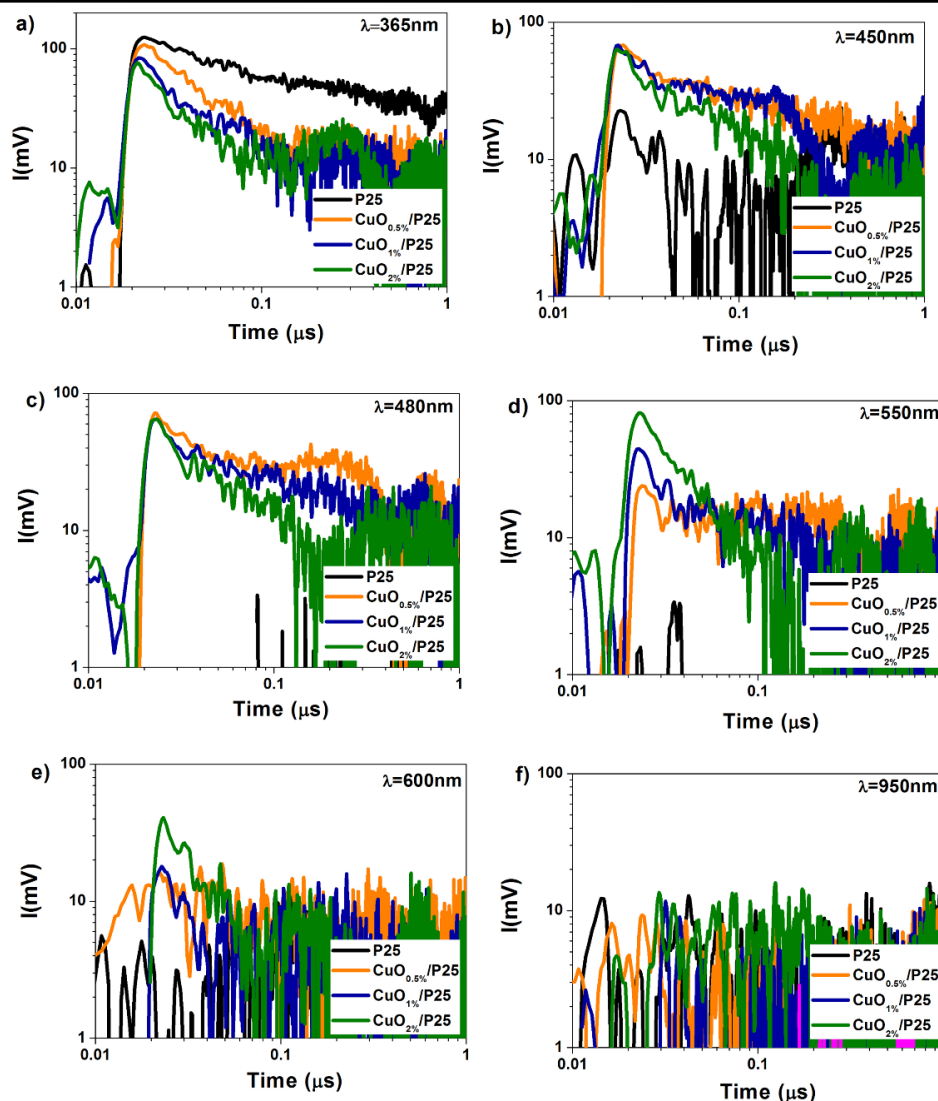 a)
λ=365nm
100
10
1
I(mV)
P25
CuO0.5%/P25
CuO1%/P25
CuO2%/P25
0.01
0.1
1
Time (μs)
b)
λ=450nm
100
10
1
I(mV)
P25
CuO0.5%/P25
CuO1%/P25
CuO2%/P25
0.01
0.1
1
Time (μs)
c)
λ=480nm
100
10
1
I(mV)
P25
CuO0.5%/P25
CuO1%/P25
CuO2%/P25
0.01
0.1
1
Time (μs)
d)
λ=550nm
100
10
1
I(mV)
P25
CuO0.5%/P25
CuO1%/P25
CuO2%/P25
0.01
0.1
1
Time (μs)
e)
λ=600nm
100
10
1
I(mV)
P25
CuO0.5%/P25
CuO1%/P25
CuO2%/P25
0.01
0.1
1
Time (μs)
f)
λ=950nm
100
10
1
I(mV)
P25
CuO0.5%/P25
CuO1%/P25
CuO2%/P25
0.01
0.1
Time (μs)